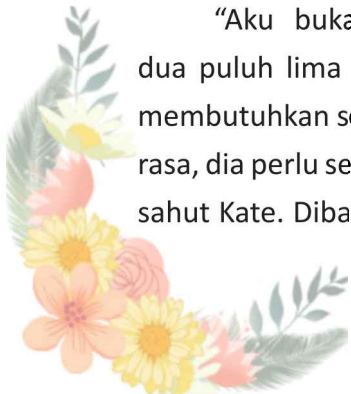 “Aku buka
dua puluh lima
membutuhkan se
rasa, dia perlu se
sahut Kate. Diba